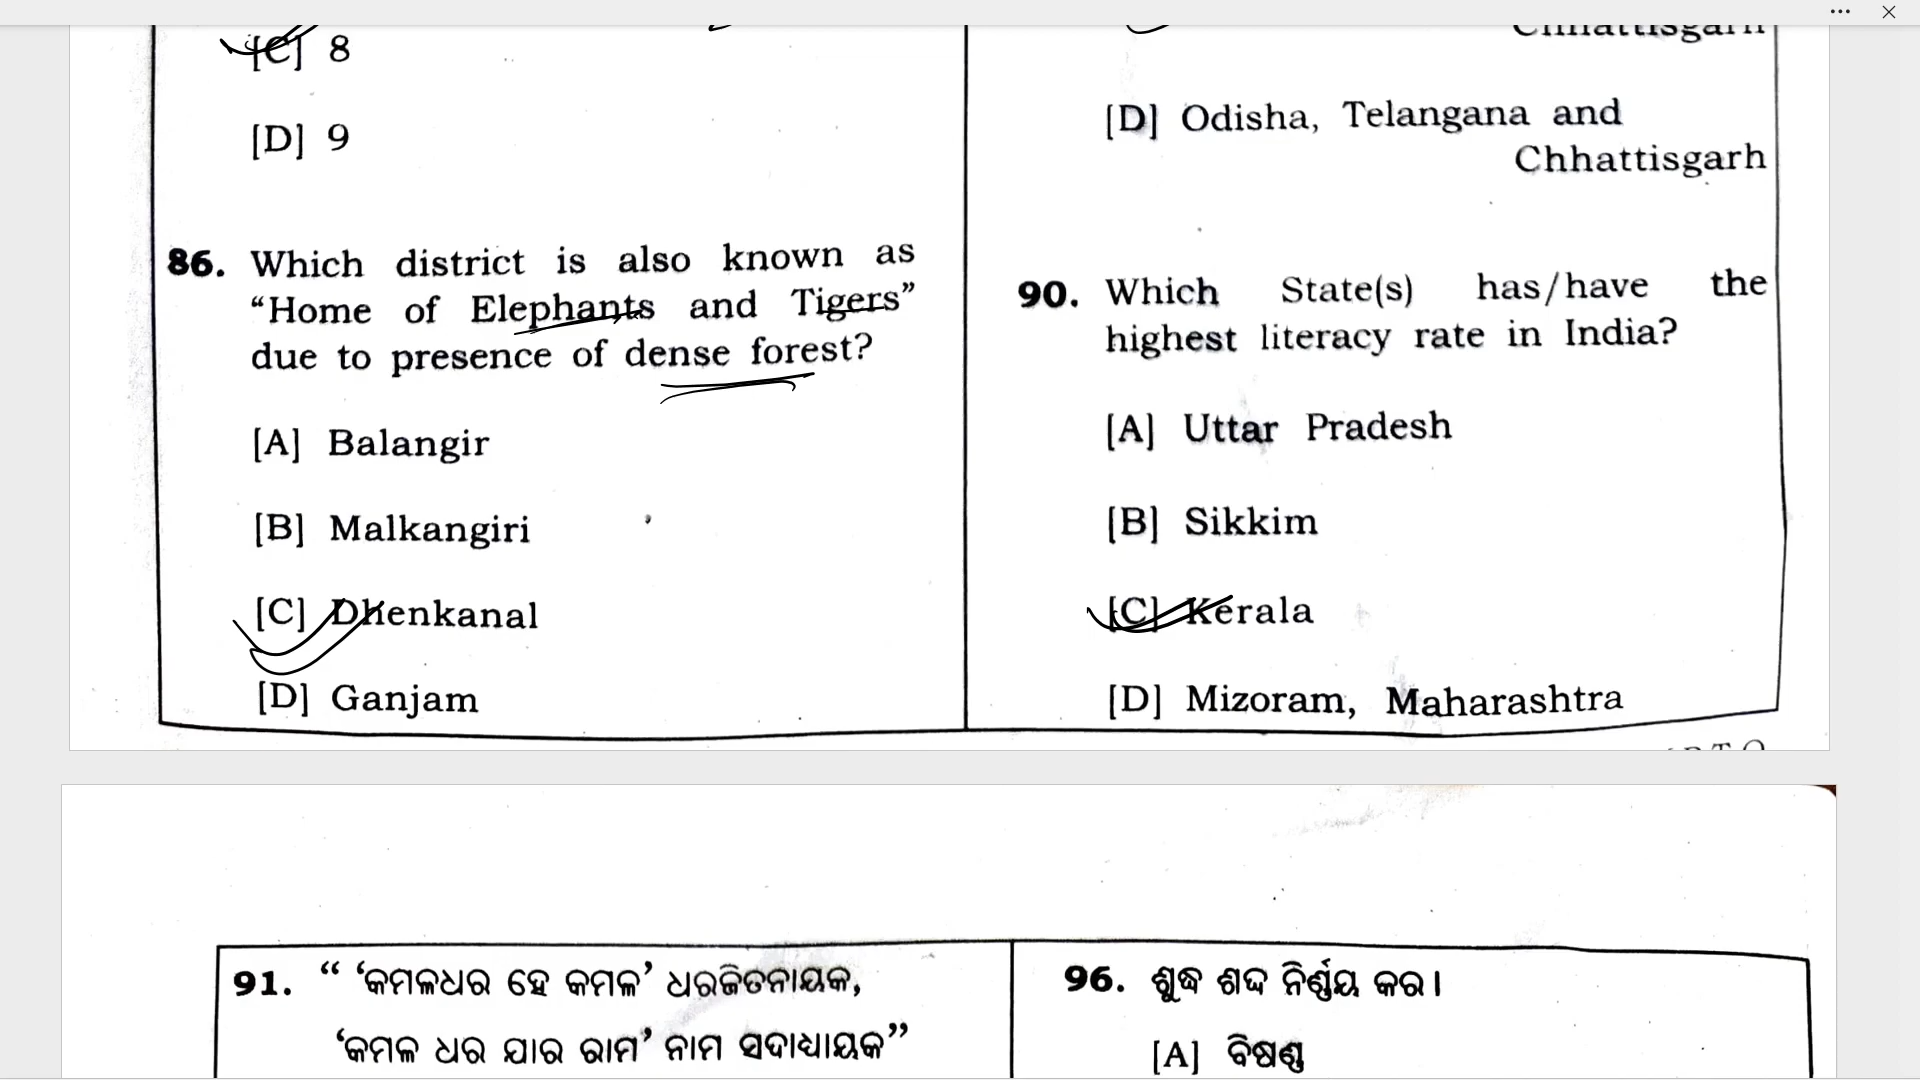 [C] 8
[D] 9
86. Which district is also known as
“Home of Elephants and Tigers”
due to presence of dense forest?
[A] Balangir
[B] Malkangiri
[C] Dhenkanal
[D] Ganjam
Chhattisgarh
[D] Odisha, Telangana and
Chhattisgarh
90. Which State(s) has/have the
highest literacy rate in India?
[A] Uttar Pradesh
[B] Sikkim
[C] Kerala
[D] Mizoram, Maharashtra
91. “ ‘କମଳଧର ହେ କମଳ’ ଧରଜିତନାୟକ,
‘କମଳ ଧର ଯାର ରାମ’ ନାମ ସଦାଧ୍ୟାୟକ”
96. ଶୁଦ୍ଧ ଶବ୍ଦ ନିର୍ଣ୍ଣୟ କର।
[A] ବିଷଣ୍ଣ